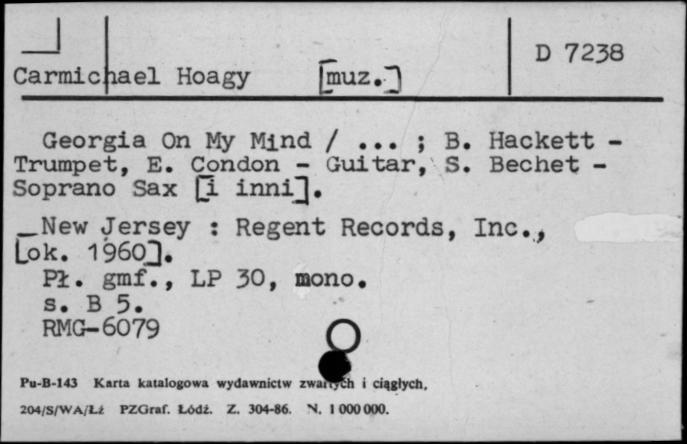 D 7238
Carmichael Hoagy [muz.]
Georgia On My Mind / ... ; B. Hackett -
Trumpet, E. Condon - Guitar, S. Bechet -
Soprano Sax [i inni].
New Jersey : Regent Records, Inc.,
[ok. 1960].
Pł. gmf., LP 30, mono.
s. B 5.
RMG-6079
Pu-B-143 Karta katalogowa wydawnictw zwartych i ciągłych.
204/S/WA/Łż PZGraf. Łódź. Z. 304-86. N. 1 000 000.